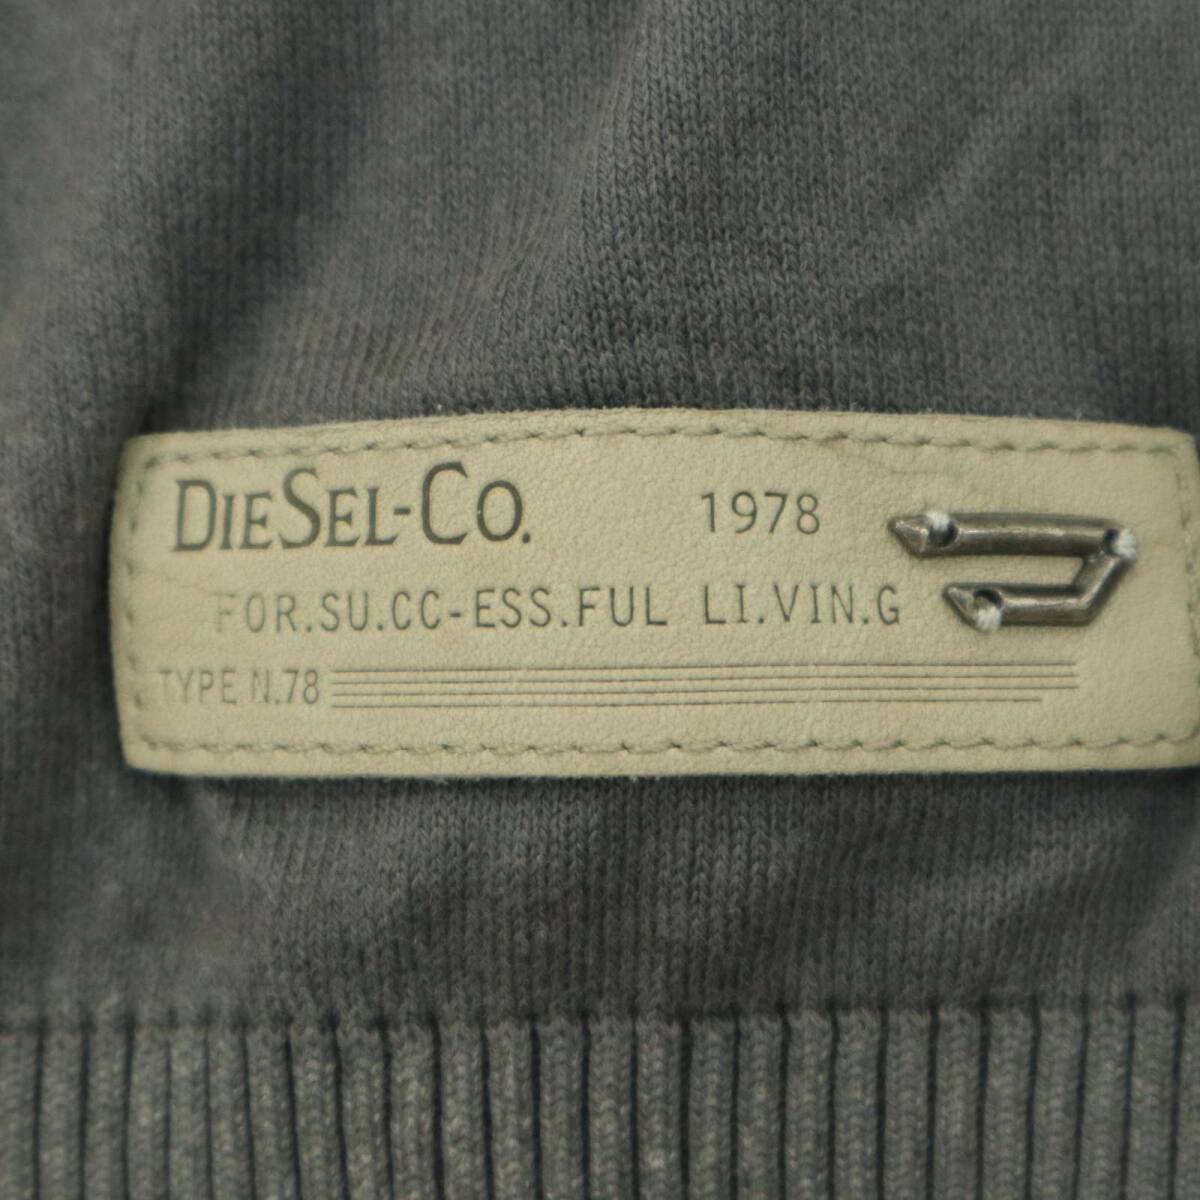 DIESEL-CO. 1978
FOR.SU.CC-ESS.FUL LI.VIN.G
TYPE N.78